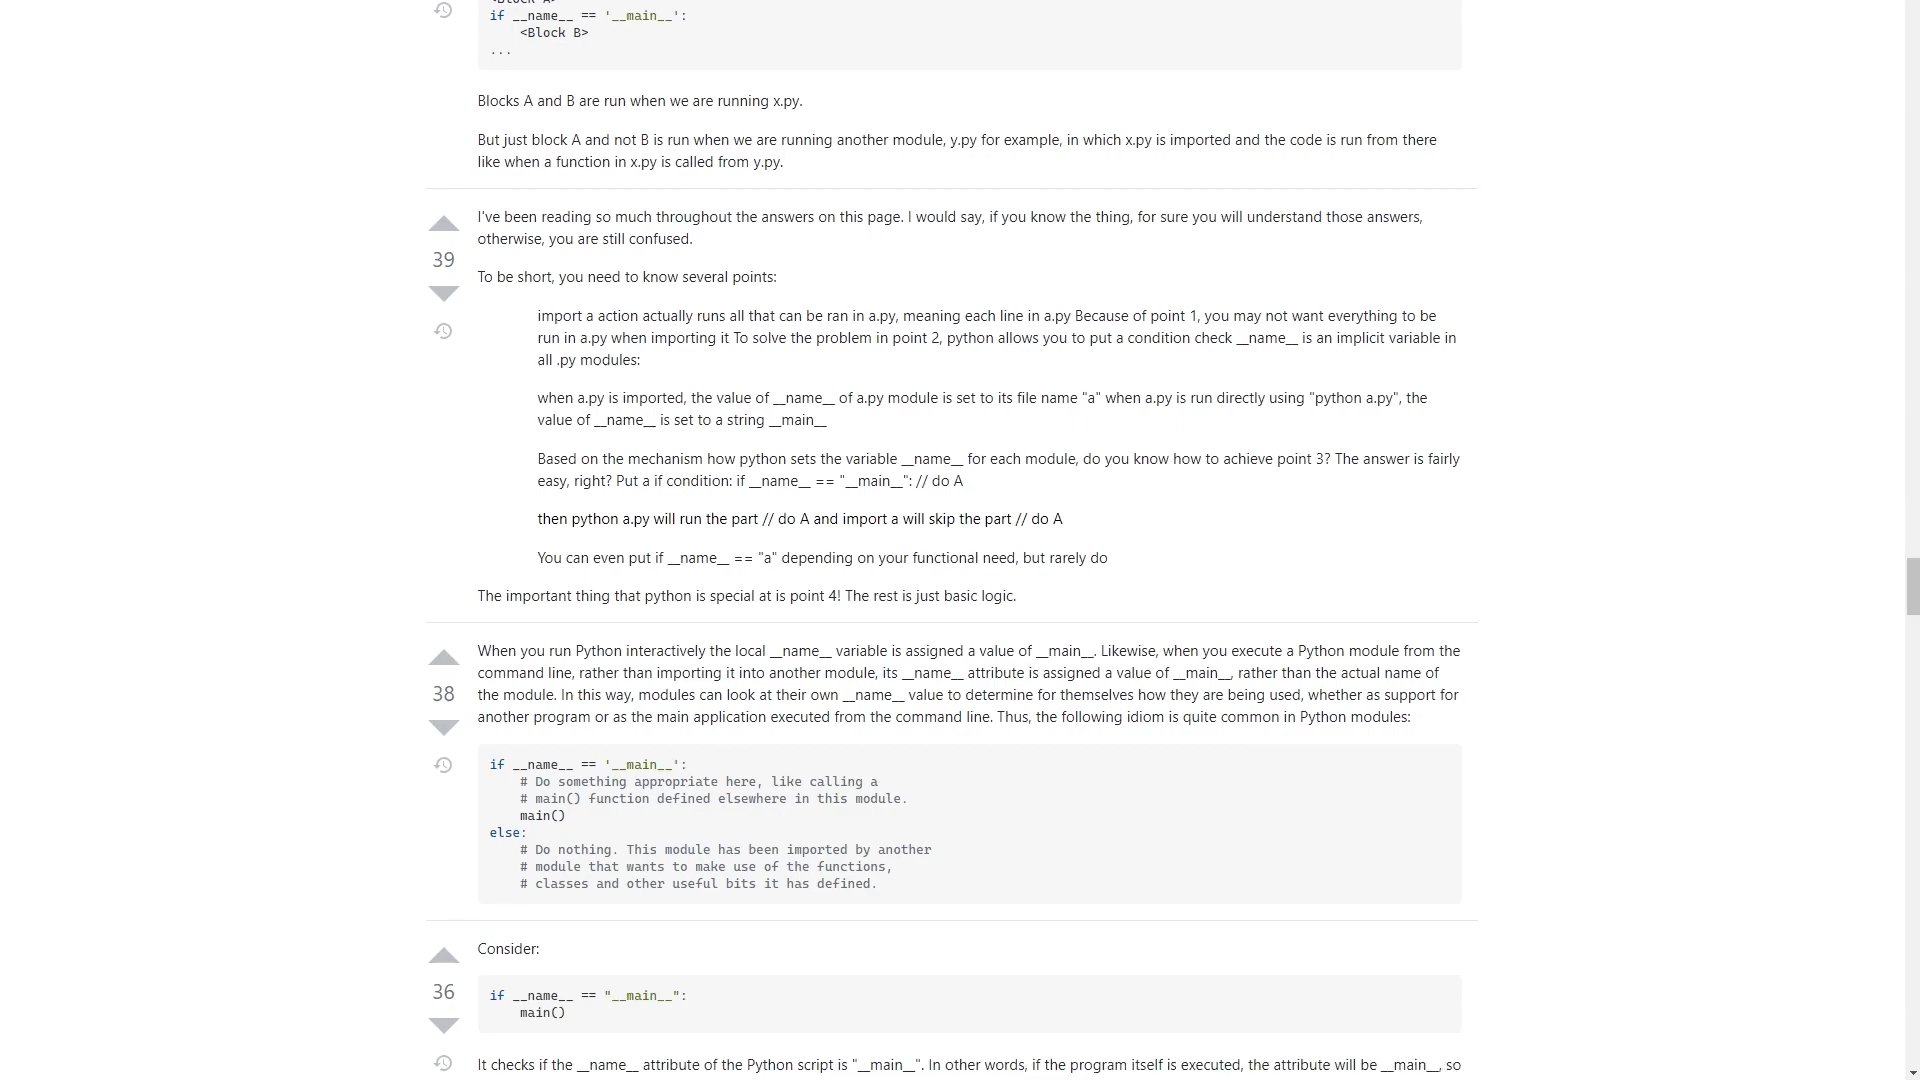 if __name__ == '__main__':
<Block B>
...
Blocks A and B are run when we are running x.py.
But just block A and not B is run when we are running another module, y.py for example, in which x.py is imported and the code is run from there
like when a function in x.py is called from y.py.
I've been reading so much throughout the answers on this page. I would say, if you know the thing, for sure you will understand those answers,
otherwise, you are still confused.
39
To be short, you need to know several points:
import a action actually runs all that can be ran in a.py, meaning each line in a.py Because of point 1, you may not want everything to be
run in a.py when importing it To solve the problem in point 2, python allows you to put a condition check __name__ is an implicit variable in
all .py modules:
when a.py is imported, the value of __name__ of a.py module is set to its file name "a" when a.py is run directly using "python a.py", the
value of __name__ is set to a string __main__
Based on the mechanism how python sets the variable __name__ for each module, do you know how to achieve point 3? The answer is fairly
easy, right? Put a if condition: if __name__ == "__main__": // do A
then python a.py will run the part // do A and import a will skip the part // do A
You can even put if __name__ == "a" depending on your functional need, but rarely do
The important thing that python is special at is point 4! The rest is just basic logic.
When you run Python interactively the local __name__ variable is assigned a value of __main__. Likewise, when you execute a Python module from the
command line, rather than importing it into another module, its __name__ attribute is assigned a value of __main__, rather than the actual name of
38
the module. In this way, modules can look at their own __name__ value to determine for themselves how they are being used, whether as support for
another program or as the main application executed from the command line. Thus, the following idiom is quite common in Python modules:
if __name__ == '__main__':
# Do something appropriate here, like calling a
# main() function defined elsewhere in this module.
main()
else:
# Do nothing. This module has been imported by another
# module that wants to make use of the functions,
# classes and other useful bits it has defined.
Consider:
36
if __name__ == "__main__":
main()
It checks if the __name__ attribute of the Python script is "__main__". In other words, if the program itself is executed, the attribute will be __main__, so